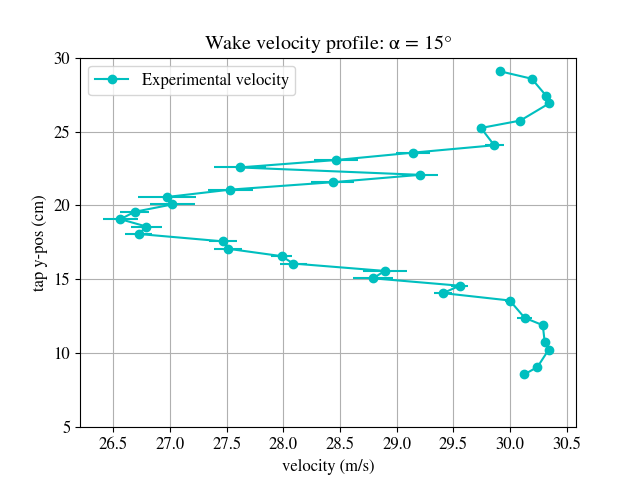 Wake velocity profile: α = 15°
Experimental velocity
tap y-pos (cm)
30
25
20
15
10
5
26.5 27.0 27.5 28.0 28.5 29.0 29.5 30.0 30.5
velocity (m/s)